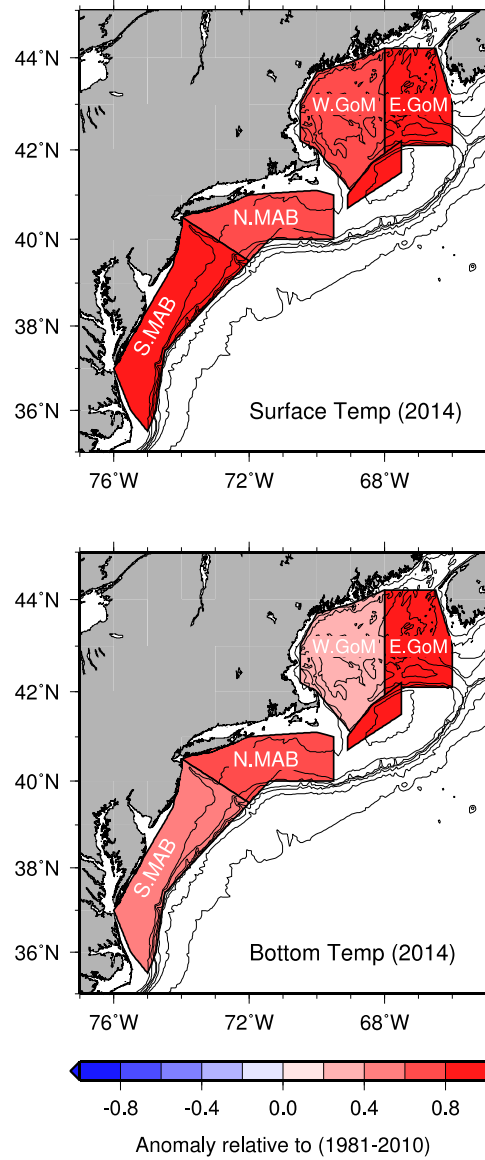 44°N
42°N
40°N
38°N
36°N
W.GoM
E.GoM
N.MAB
S.MAB
Surface Temp (2014)
76°W 72°W 68°W
44°N
42°N
40°N
38°N
36°N
W.GoM
E.GoM
N.MAB
S.MAB
Bottom Temp (2014)
76°W 72°W 68°W
-0.8 -0.4 0.0 0.4 0.8
Anomaly relative to (1981-2010)